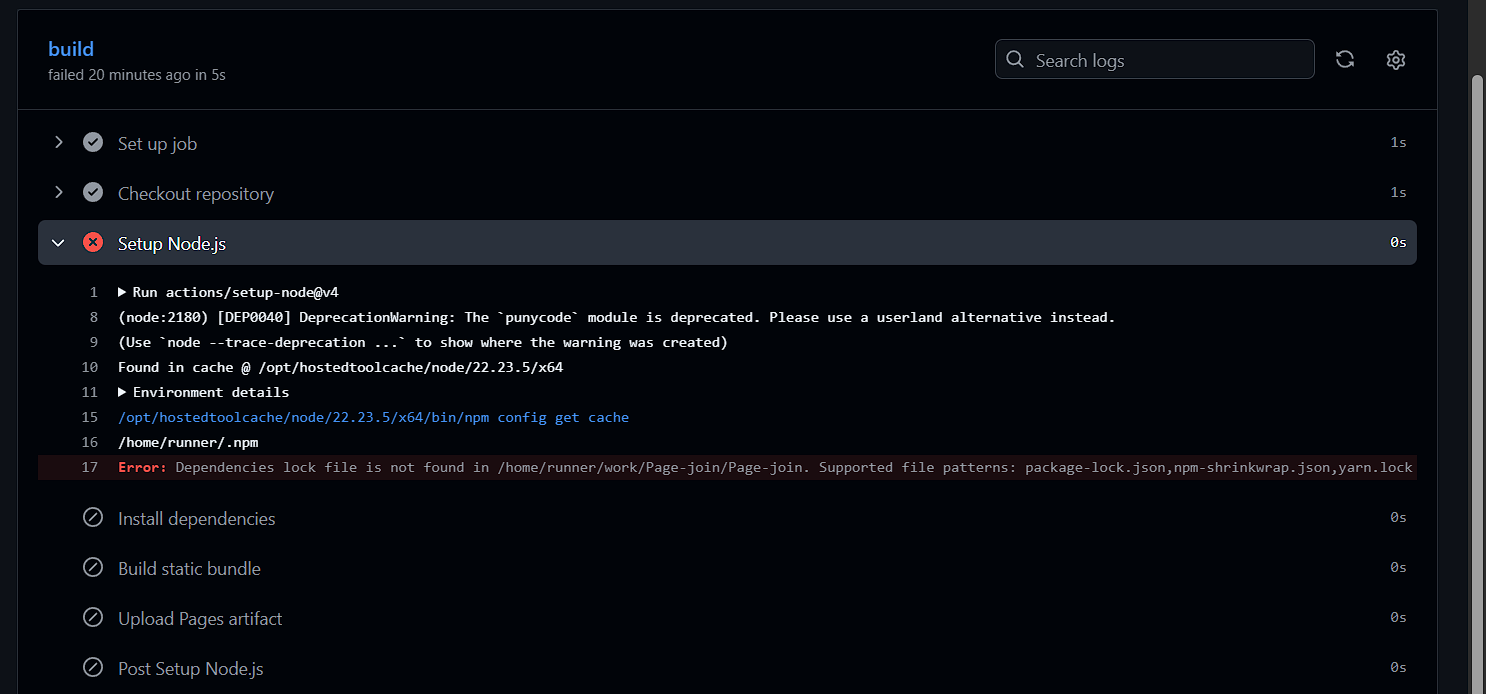 build
failed 20 minutes ago in 5s
Search logs
Set up job 1s
Checkout repository 1s
Setup Node.js 0s
1 Run actions/setup-node@v4
8 (node:2180) [DEP0040] DeprecationWarning: The `punycode` module is deprecated. Please use a userland alternative instead.
9 (Use `node --trace-deprecation ...` to show where the warning was created)
10 Found in cache @ /opt/hostedtoolcache/node/22.23.5/x64
11 Environment details
15 /opt/hostedtoolcache/node/22.23.5/x64/bin/npm config get cache
16 /home/runner/.npm
17 Error: Dependencies lock file is not found in /home/runner/work/Page-join/Page-join. Supported file patterns: package-lock.json,npm-shrinkwrap.json,yarn.lock
Install dependencies 0s
Build static bundle 0s
Upload Pages artifact 0s
Post Setup Node.js 0s